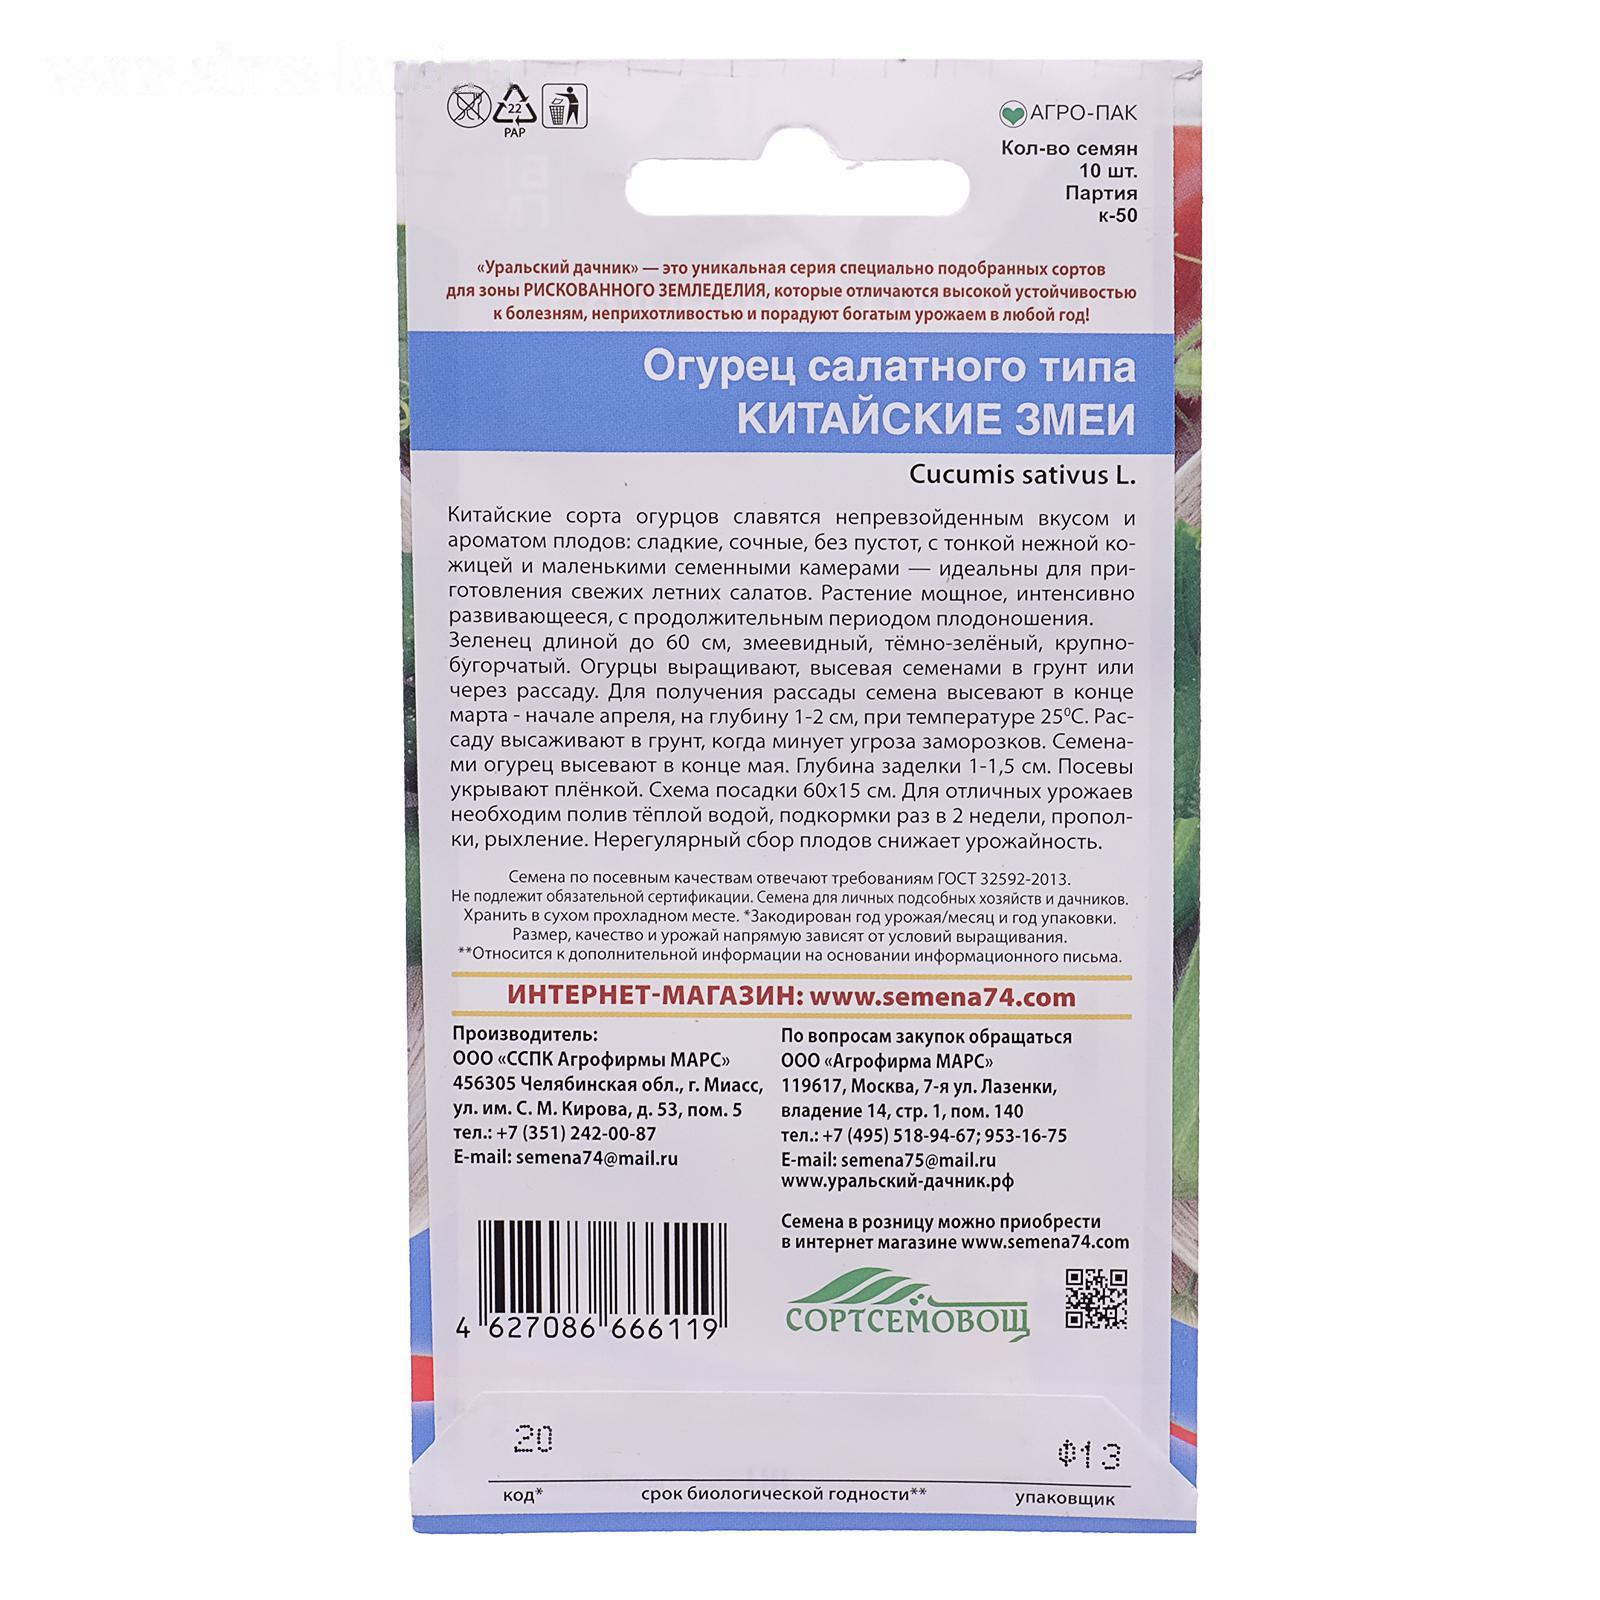 22
PAP
АГРО-ПАК
Кол-во семян
10 шт.
Партия
к-50
«Уральский дачник» — это уникальная серия специально подобранных сортов
для зоны РИСКОВАННОГО ЗЕМЛЕДЕЛИЯ, которые отличаются высокой устойчивостью
к болезням, неприхотливостью и порадуют богатым урожаем в любой год!
Огурец салатного типа
КИТАЙСКИЕ ЗМЕИ
Cucumis sativus L.
Китайские сорта огурцов славятся непревзойденным вкусом и
ароматом плодов: сладкие, сочные, без пустот, с тонкой нежной ко-
жицей и маленькими семенными камерами — идеальны для при-
готовления свежих летних салатов. Растение мощное, интенсивно
развивающееся, с продолжительным периодом плодоношения.
Зеленец длиной до 60 см, змеевидный, тёмно-зелёный, крупно-
бугорчатый. Огурцы выращивают, высевая семенами в грунт или
через рассаду. Для получения рассады семена высевают в конце
марта - начале апреля, на глубину 1-2 см, при температуре 25⁰С. Рас-
саду высаживают в грунт, когда минует угроза заморозков. Семена-
ми огурец высевают в конце мая. Глубина заделки 1-1,5 см. Посевы
укрывают плёнкой. Схема посадки 60х15 см. Для отличных урожаев
необходим полив тёплой водой, подкормки раз в 2 недели, пропол-
ки, рыхление. Нерегулярный сбор плодов снижает урожайность.
Семена по посевным качествам отвечают требованиям ГОСТ 32592-2013.
Не подлежит обязательной сертификации. Семена для личных подсобных хозяйств и дачников.
Хранить в сухом прохладном месте. *Закодирован год урожая/месяц и год упаковки.
Размер, качество и урожай напрямую зависят от условий выращивания.
**Относится к дополнительной информации на основании информационного письма.
ИНТЕРНЕТ-МАГАЗИН: www.semena74.com
Производитель:
ООО «ССПК Агрофирмы МАРС»
456305 Челябинская обл., г. Миасс,
ул. им. С. М. Кирова, д. 53, пом. 5
тел.: +7 (351) 242-00-87
E-mail: semena74@mail.ru
По вопросам закупок обращаться
ООО «Агрофирма МАРС»
119617, Москва, 7-я ул. Лазенки,
владение 14, стр. 1, пом. 140
тел.: +7 (495) 518-94-67; 953-16-75
E-mail: semena75@mail.ru
www.уральский-дачник.рф
Семена в розницу можно приобрести
в интернет магазине www.semena74.com
СОРТСЕМОВОЩ
4 627086 666119
20
Ф13
код*
срок биологической годности**
упаковщик